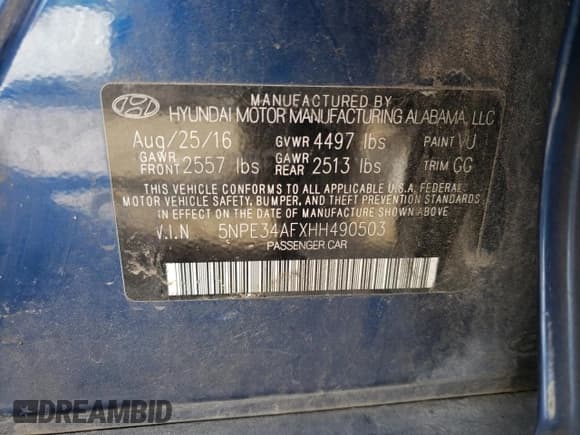 MANUFACTURED BY
HYUNDAI MOTOR MANUFACTURING ALABAMA, LLC
Aug/25/16 GVWR 4497 lbs PAINT VU
GAWR FRONT 2557 lbs GAWR REAR 2513 lbs TRIM GG
THIS VEHICLE CONFORMS TO ALL APPLICABLE U.S.A. FEDERAL
MOTOR VEHICLE SAFETY, BUMPER, AND THEFT PREVENTION STANDARDS
IN EFFECT ON THE DATE OF MANUFACTURE SHOWN ABOVE.
V.I.N 5NPE34AFXHH490503
PASSENGER CAR
DREAMBID